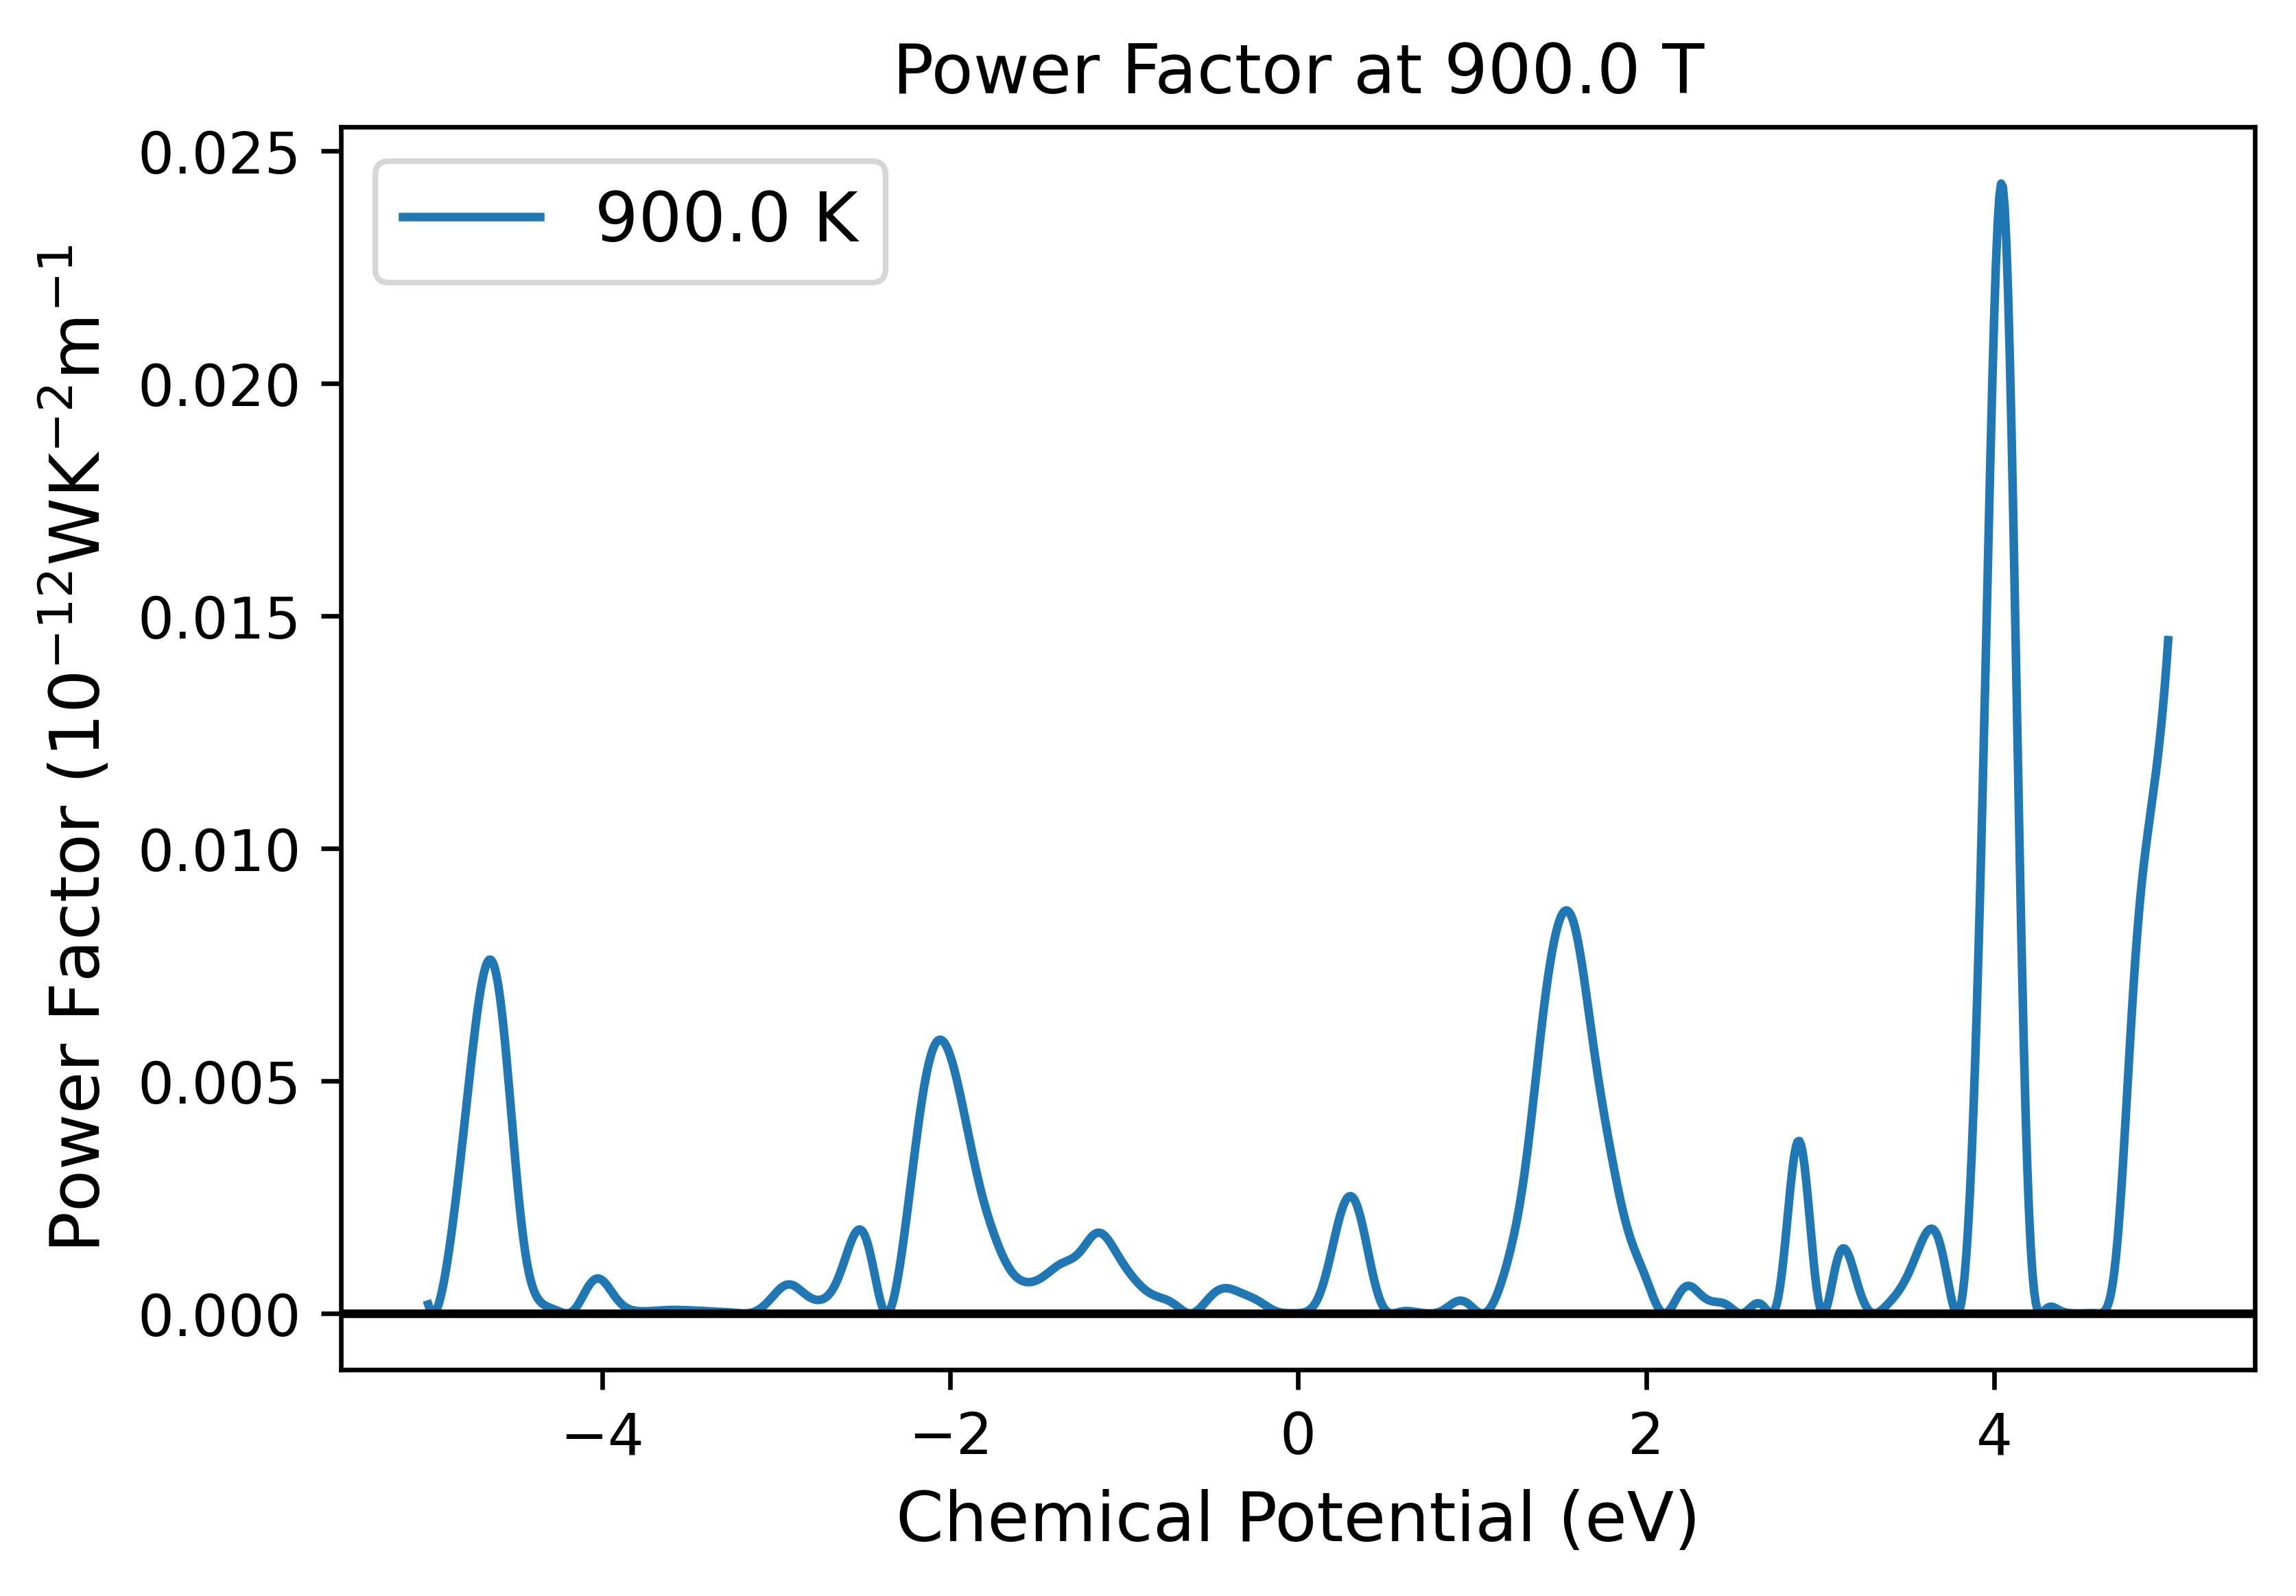 Power Factor at 900.0 T
900.0 K
Power Factor (10⁻¹²WK⁻²m⁻¹
0.025
0.020
0.015
0.010
0.005
0.000
−4 −2 0 2 4
Chemical Potential (eV)